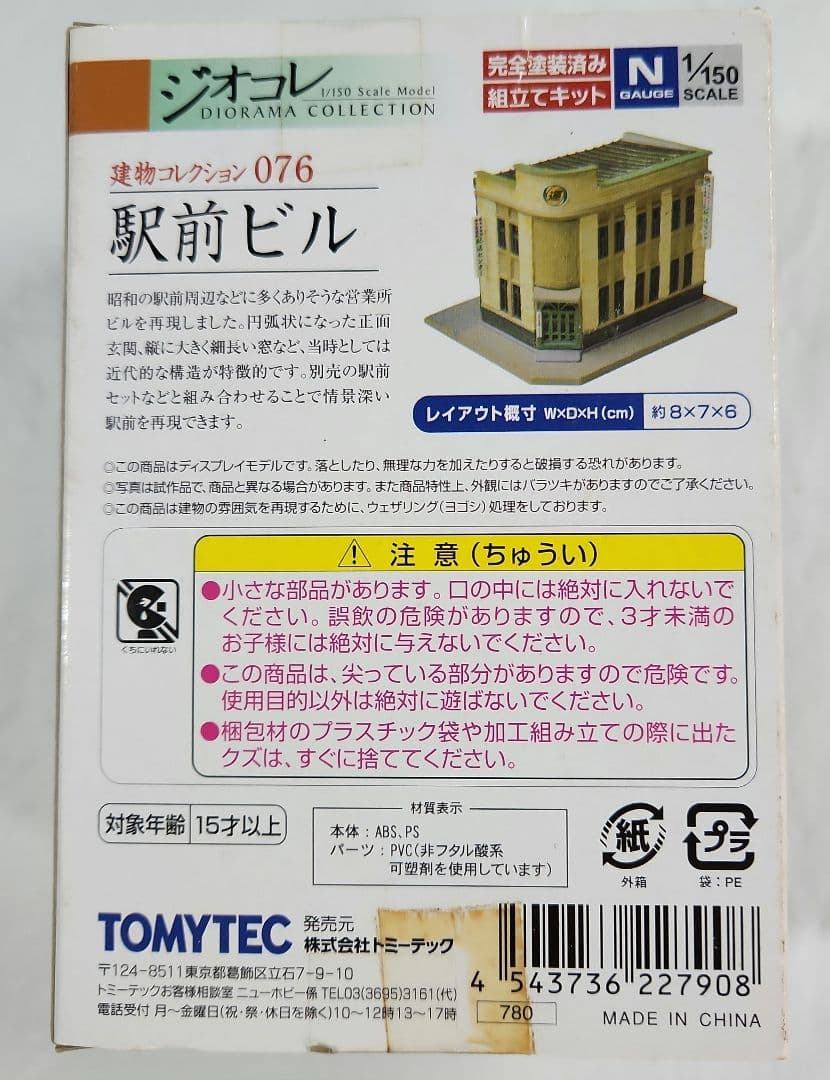 ジオコレ
1/150 Scale Model
DIORAMA COLLECTION
完全塗装済み
組立てキット
N
GAUGE
1/150
SCALE
建物コレクション 076
駅前ビル
昭和の駅前周辺などに多くありそうな営業所
ビルを再現しました。円弧状になった正面
玄関、縦に大きく細長い窓など、当時としては
近代的な構造が特徴的です。別売の駅前
セットなどと組み合わせることで情景深い
駅前を再現できます。
レイアウト概寸 W×D×H(cm) 約8×7×6
◎この商品はディスプレイモデルです。落としたり、無理な力を加えたりすると破損する恐れがあります。
◎写真は試作品で、商品と異なる場合があります。また商品特性上、外観にはバラツキがありますのでご了承ください。
◎この商品は建物の雰囲気を再現するために、ウェザリング(ヨゴシ)処理をしております。
注 意(ちゅうい)
●小さな部品があります。口の中には絶対に入れないで
ください。誤飲の危険がありますので、3才未満の
お子様には絶対に与えないでください。
●この商品は、尖っている部分がありますので危険です。
使用目的以外は絶対に遊ばないでください。
●梱包材のプラスチック袋や加工組み立ての際に出た
クズは、すぐに捨ててください。
くちにいれない
対象年齢 15才以上
材質表示
本体:ABS、PS
パーツ:PVC(非フタル酸系
可塑剤を使用しています)
紙
外箱
プラ
袋:PE
TOMYTEC
発売元
株式会社トミーテック
〒124-8511東京都葛飾区立石7-9-10
トミーテックお客様相談室 ニューホビー係 TEL03(3695)3161(代)
電話受付 月〜金曜日(祝・祭・休日を除く)10〜12時13〜17時
4 543736 227908
780
MADE IN CHINA